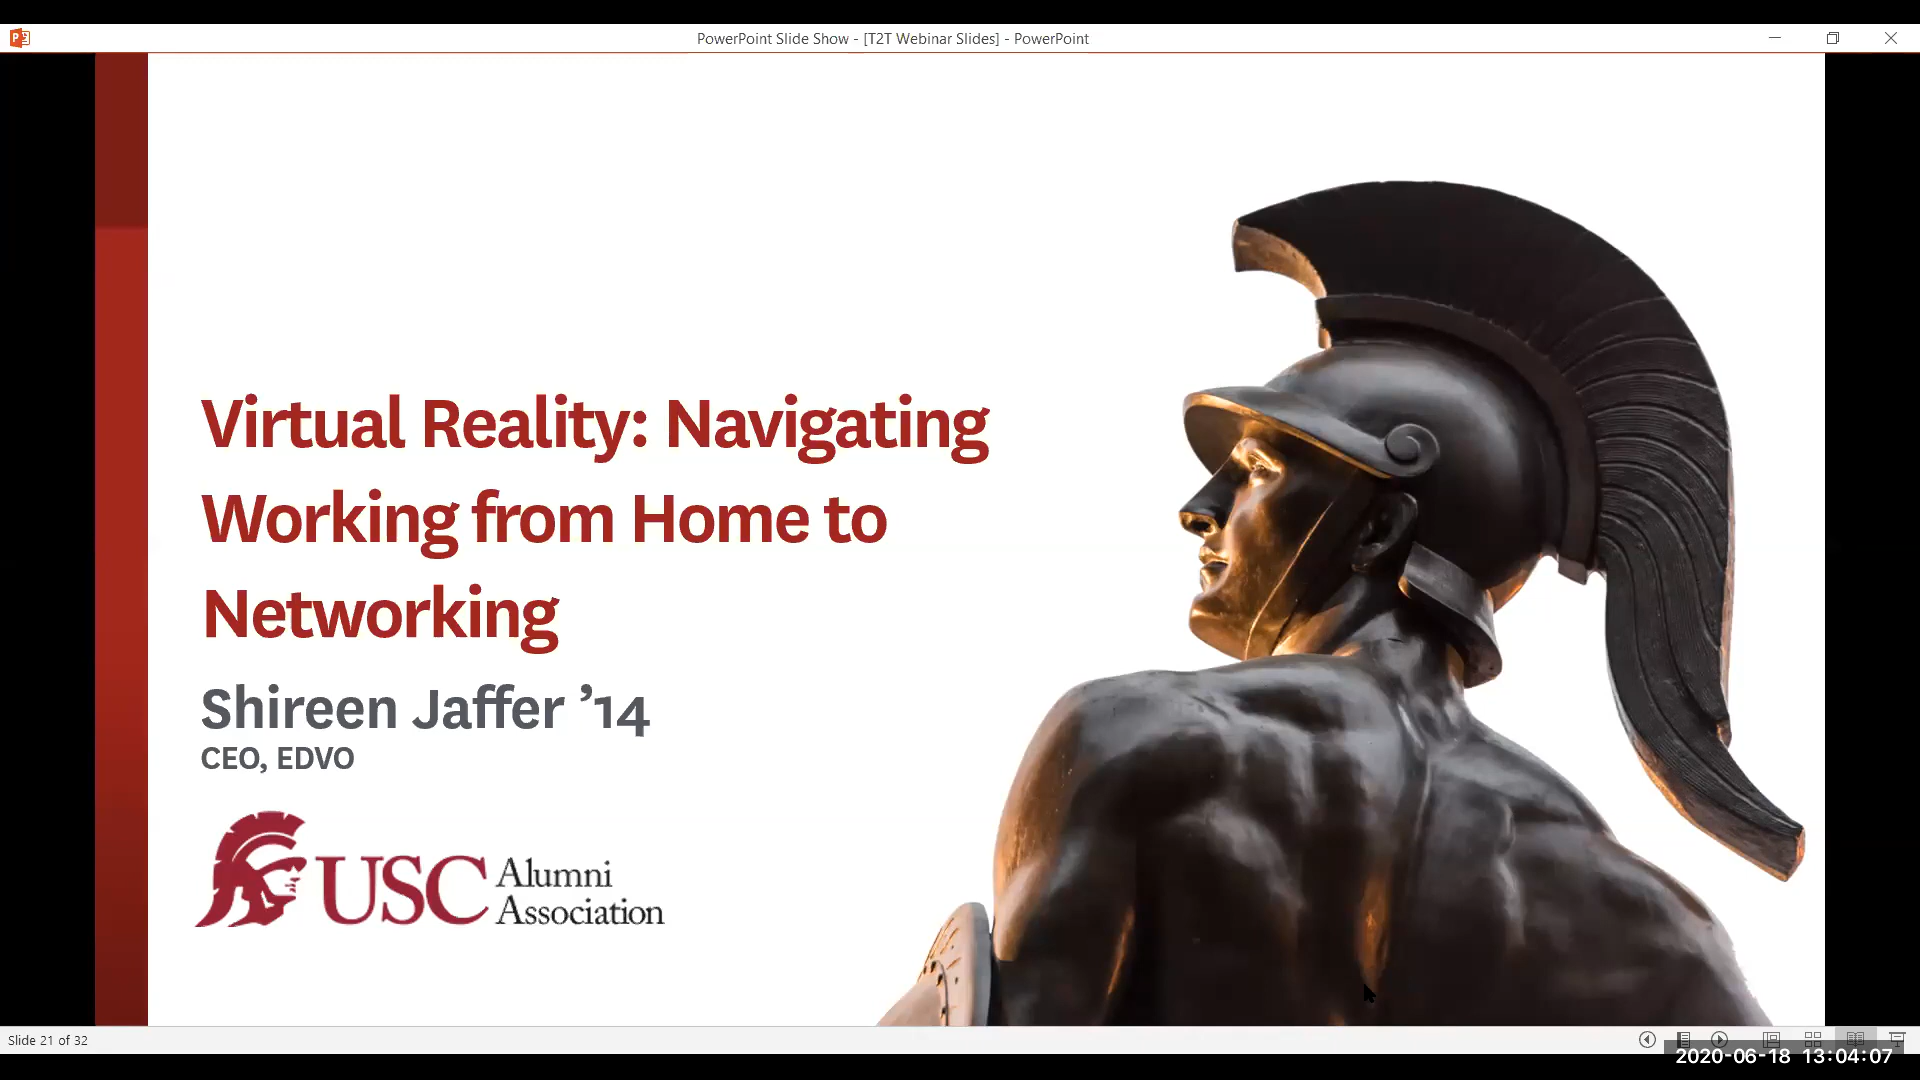 PowerPoint Slide Show - [T2T Webinar Slides] - PowerPoint
Virtual Reality: Navigating
Working from Home to
Networking
Shireen Jaffer ’14
CEO, EDVO
USC Alumni
Association
Slide 21 of 32
2020-06-18 13:04:07